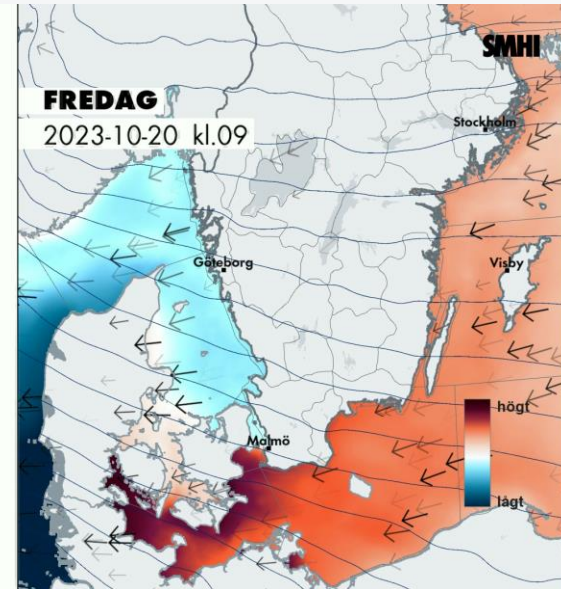 SMHI
FREDAG
2023-10-20 kl.09
Stockholm
Göteborg
Visby
högt
Malmö
lågt